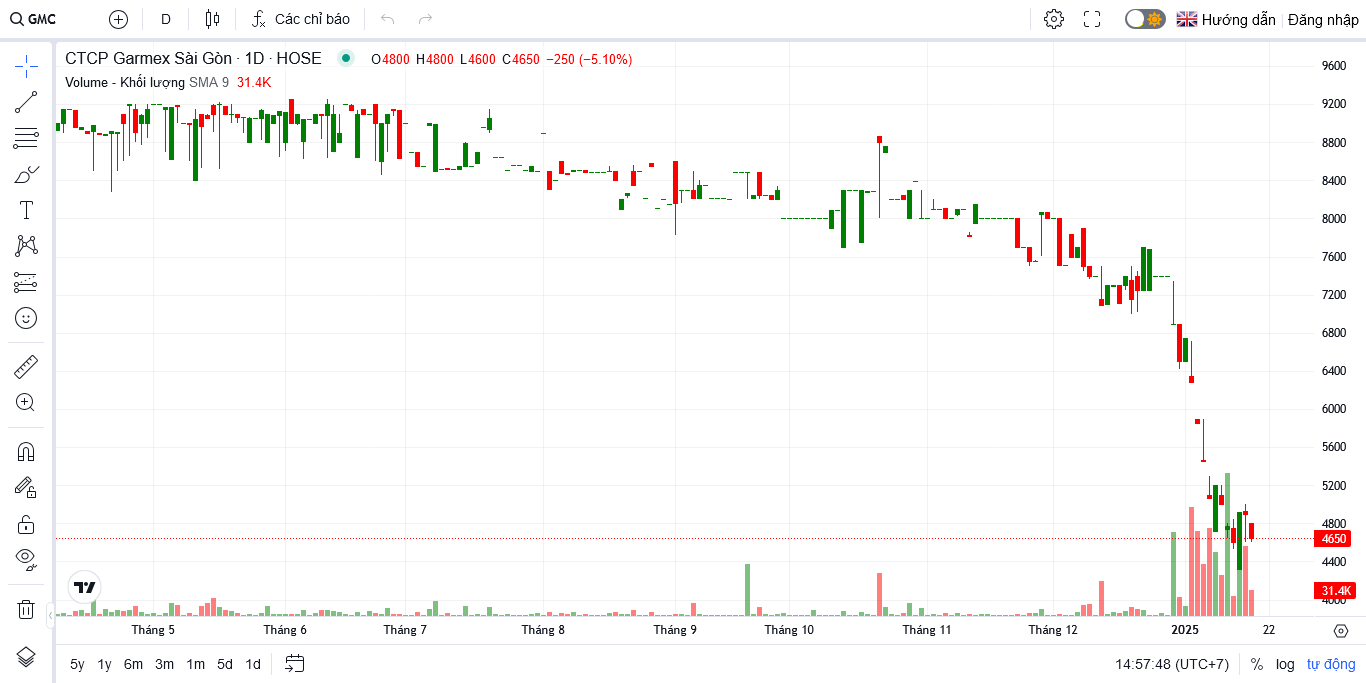 GMC D Các chỉ báo Hướng dẫn Đăng nhập
CTCP Garmex Sài Gòn · 1D · HOSE O4800 H4800 L4600 C4650 −250 (−5.10%)
Volume - Khối lượng SMA 9 31.4K
9600
9200
8800
8400
8000
7600
7200
6800
6400
6000
5600
5200
4800
4650
4400
31.4K
4000
Tháng 5 Tháng 6 Tháng 7 Tháng 8 Tháng 9 Tháng 10 Tháng 11 Tháng 12 2025 22
5y 1y 6m 3m 1m 5d 1d 14:57:48 (UTC+7) % log tự động